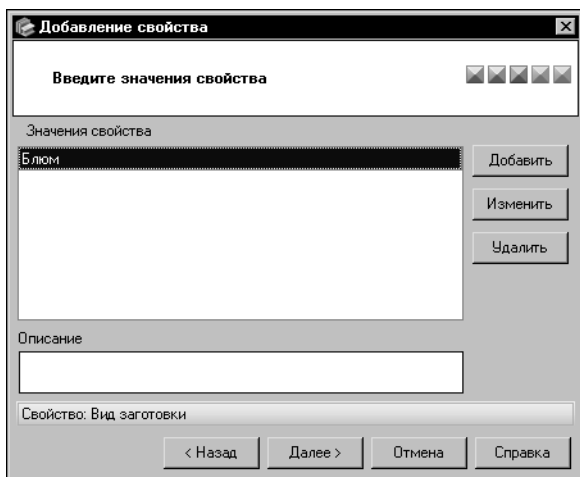 Добавление свойства
Введите значения свойства
Значения свойства
Блюм
Добавить
Изменить
Удалить
Описание
Свойство: Вид заготовки
< Назад Далее > Отмена Справка